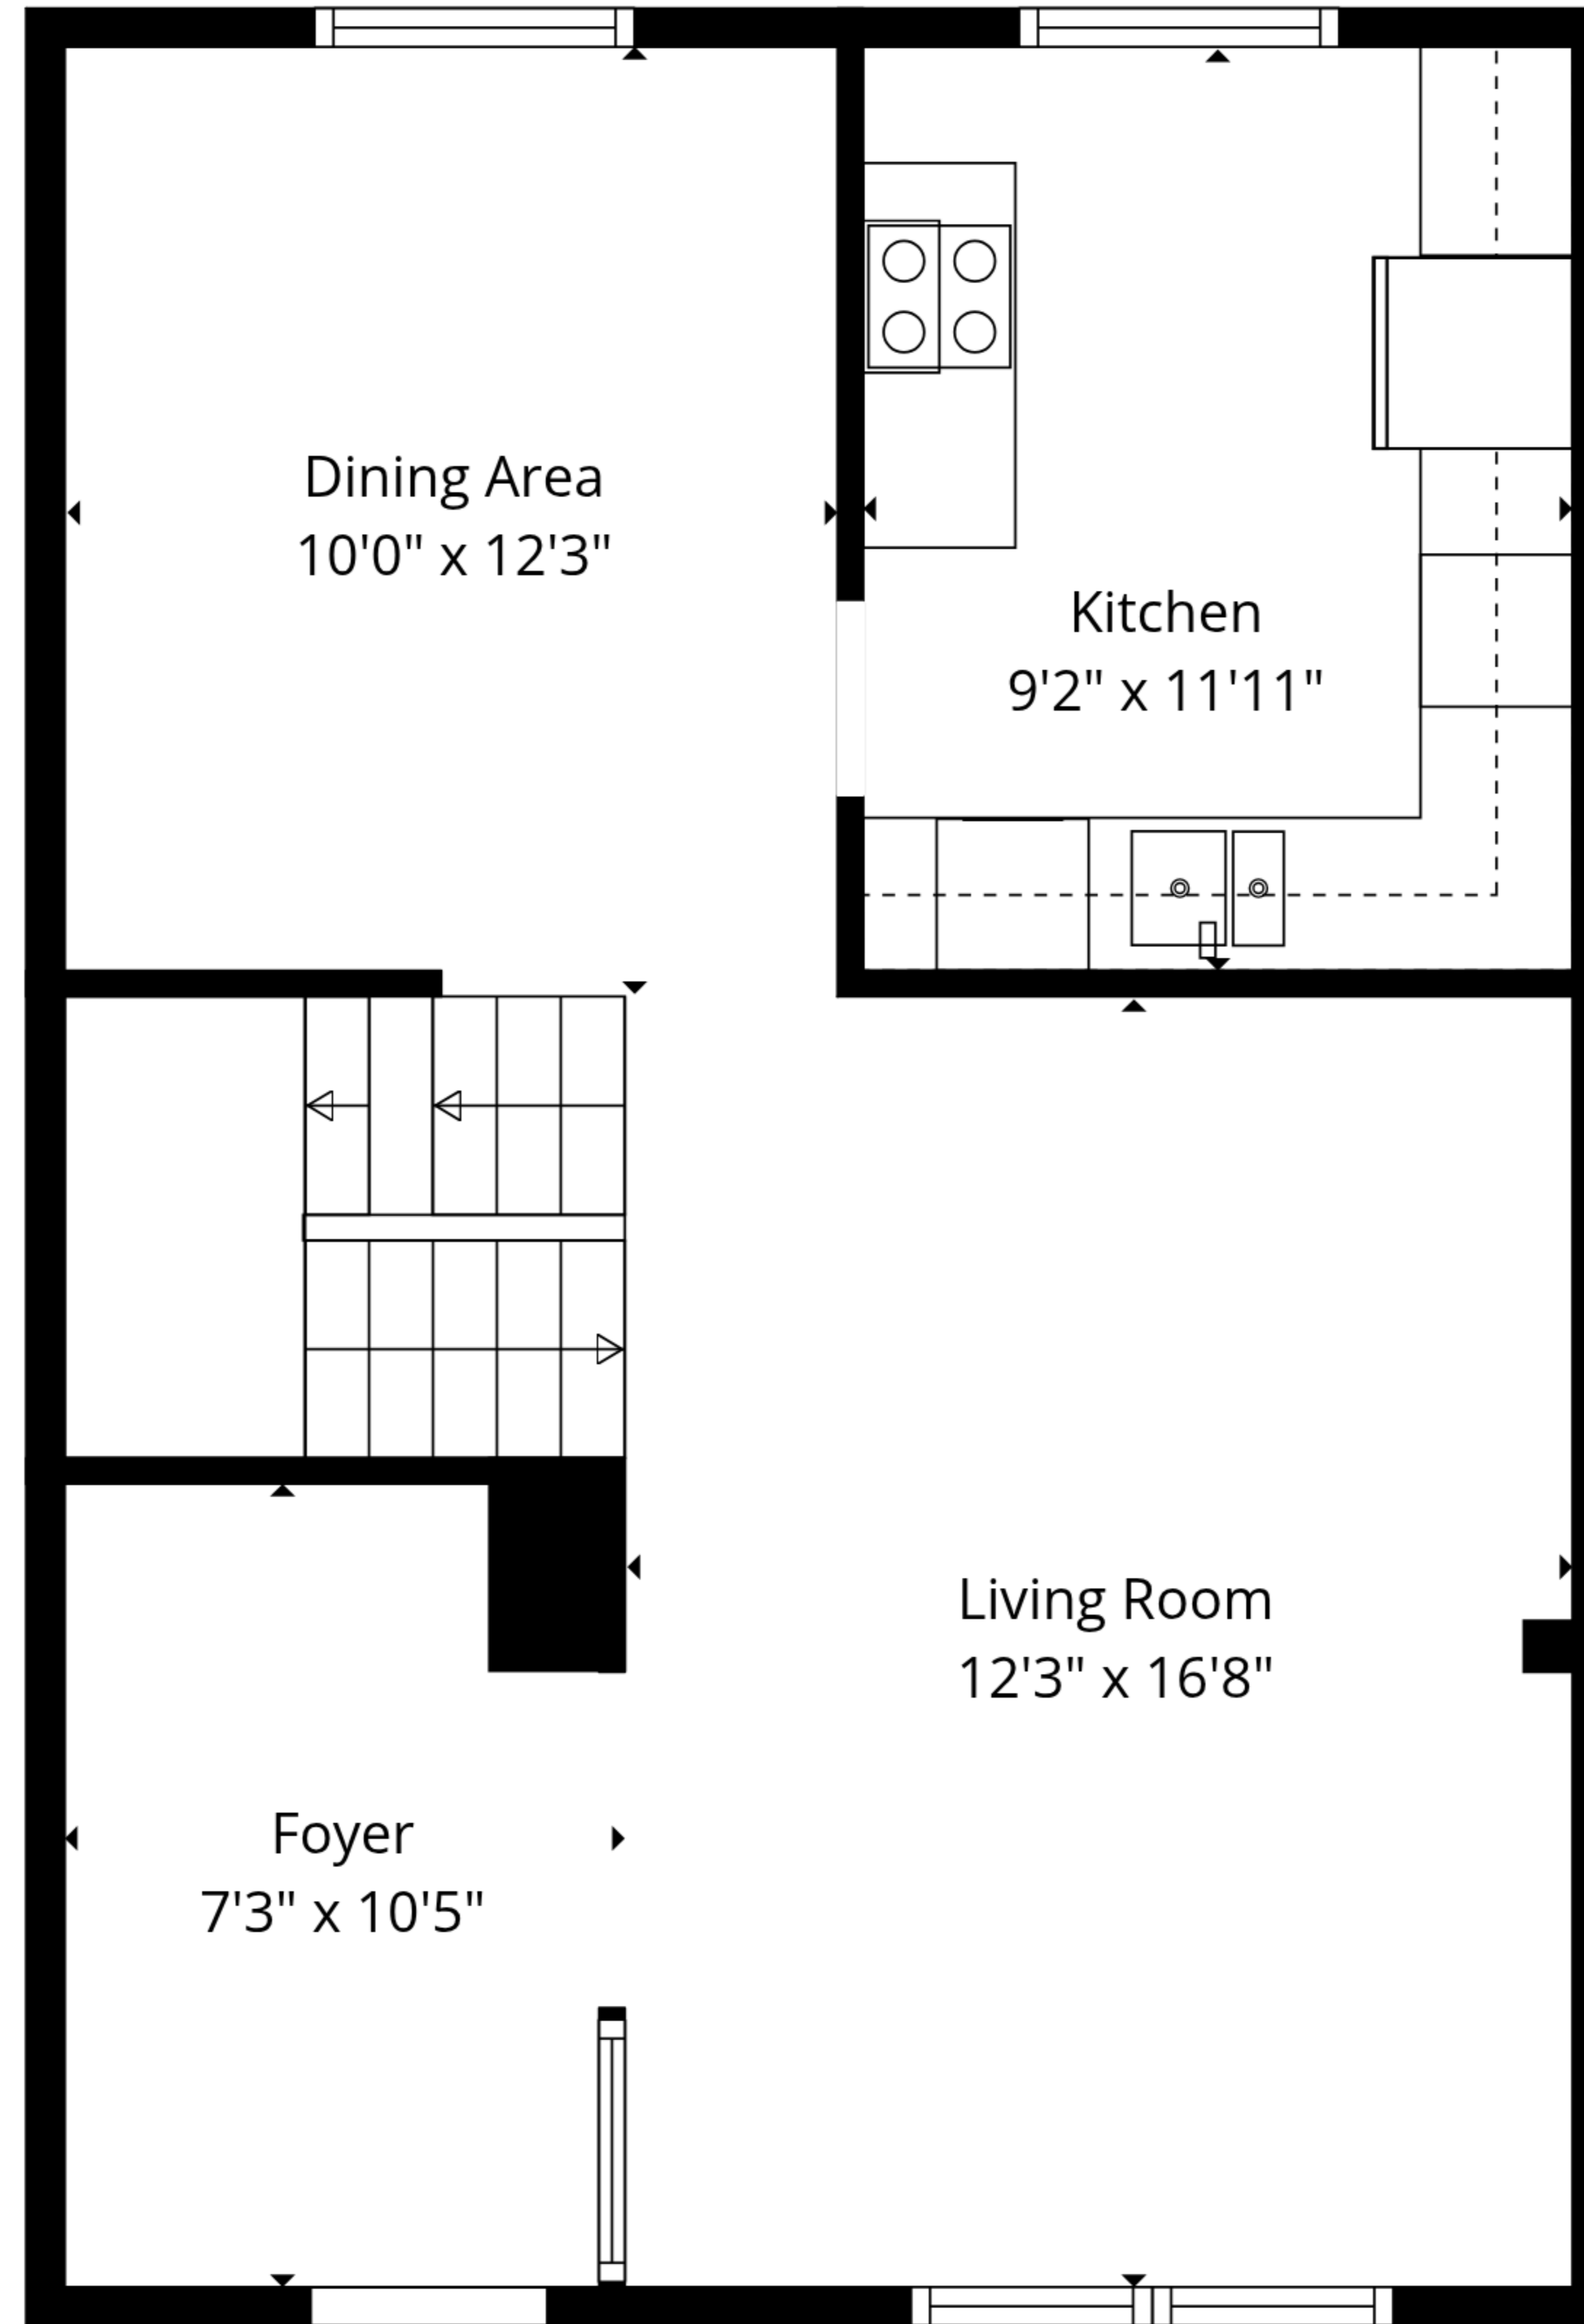 Dining Area
10'0" x 12'3"
Kitchen
9'2" x 11'11"
Living Room
12'3" x 16'8"
Foyer
7'3" x 10'5"